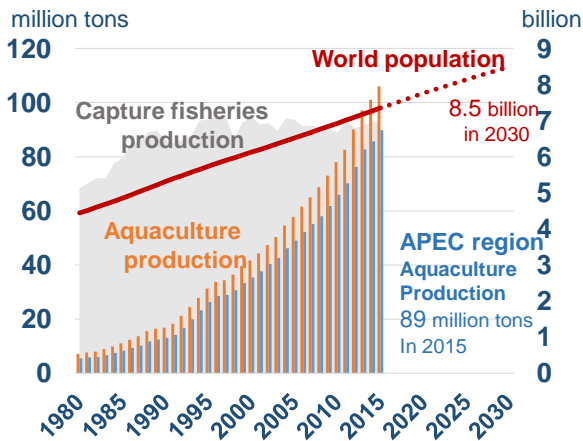 million tons
billion
120
100
80
60
40
20
0
9
8
7
6
5
4
3
2
1
0
World population
Capture fisheries
production
8.5 billion
in 2030
Aquaculture
production
APEC region
Aquaculture
Production
89 million tons
In 2015
1980
1985
1990
1995
2000
2005
2010
2015
2020
2025
2030